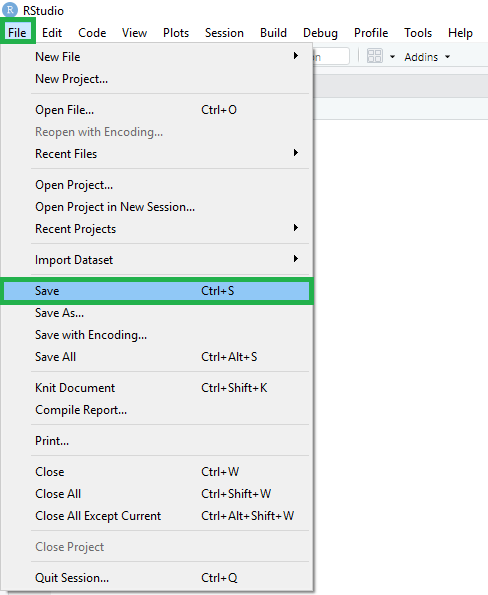 R RStudio
File Edit Code View Plots Session Build Debug Profile Tools Help
Addins
New File
New Project...
Open File... Ctrl+O
Reopen with Encoding...
Recent Files
Open Project...
Open Project in New Session...
Recent Projects
Import Dataset
Save Ctrl+S
Save As...
Save with Encoding...
Save All Ctrl+Alt+S
Knit Document Ctrl+Shift+K
Compile Report...
Print...
Close Ctrl+W
Close All Ctrl+Shift+W
Close All Except Current Ctrl+Alt+Shift+W
Close Project
Quit Session... Ctrl+Q